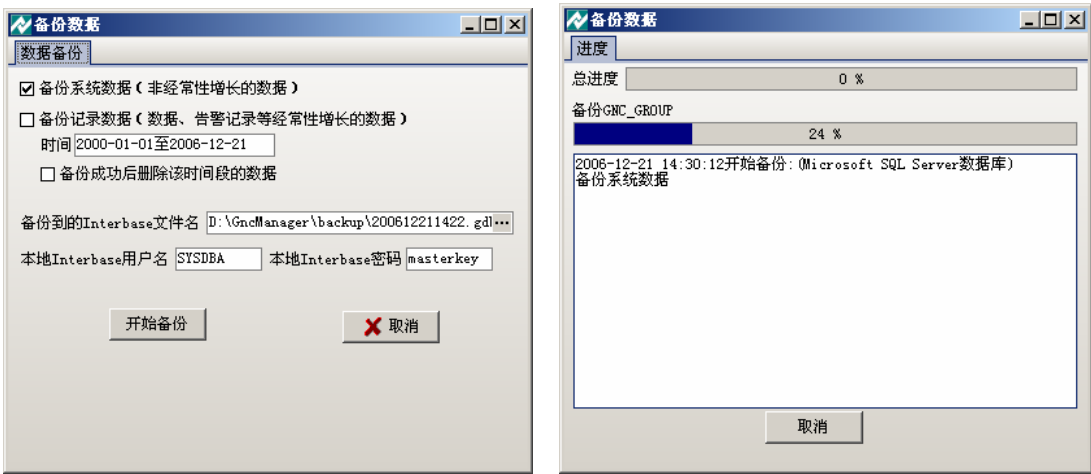 备份数据
数据备份
备份系统数据(非经常性增长的数据)
备份记录数据(数据、告警记录等经常性增长的数据)
时间 2000-01-01至2006-12-21
备份成功后删除该时间段的数据
备份到的Interbase文件名 D:\GncManager\backup\200612211422.gdl...
本地Interbase用户名 SYSDBA 本地Interbase密码 masterkey
开始备份 取消
备份数据
进度
总进度 0 %
备份GNC_GROUP
24 %
2006-12-21 14:30:12开始备份:(Microsoft SQL Server数据库)
备份系统数据
取消